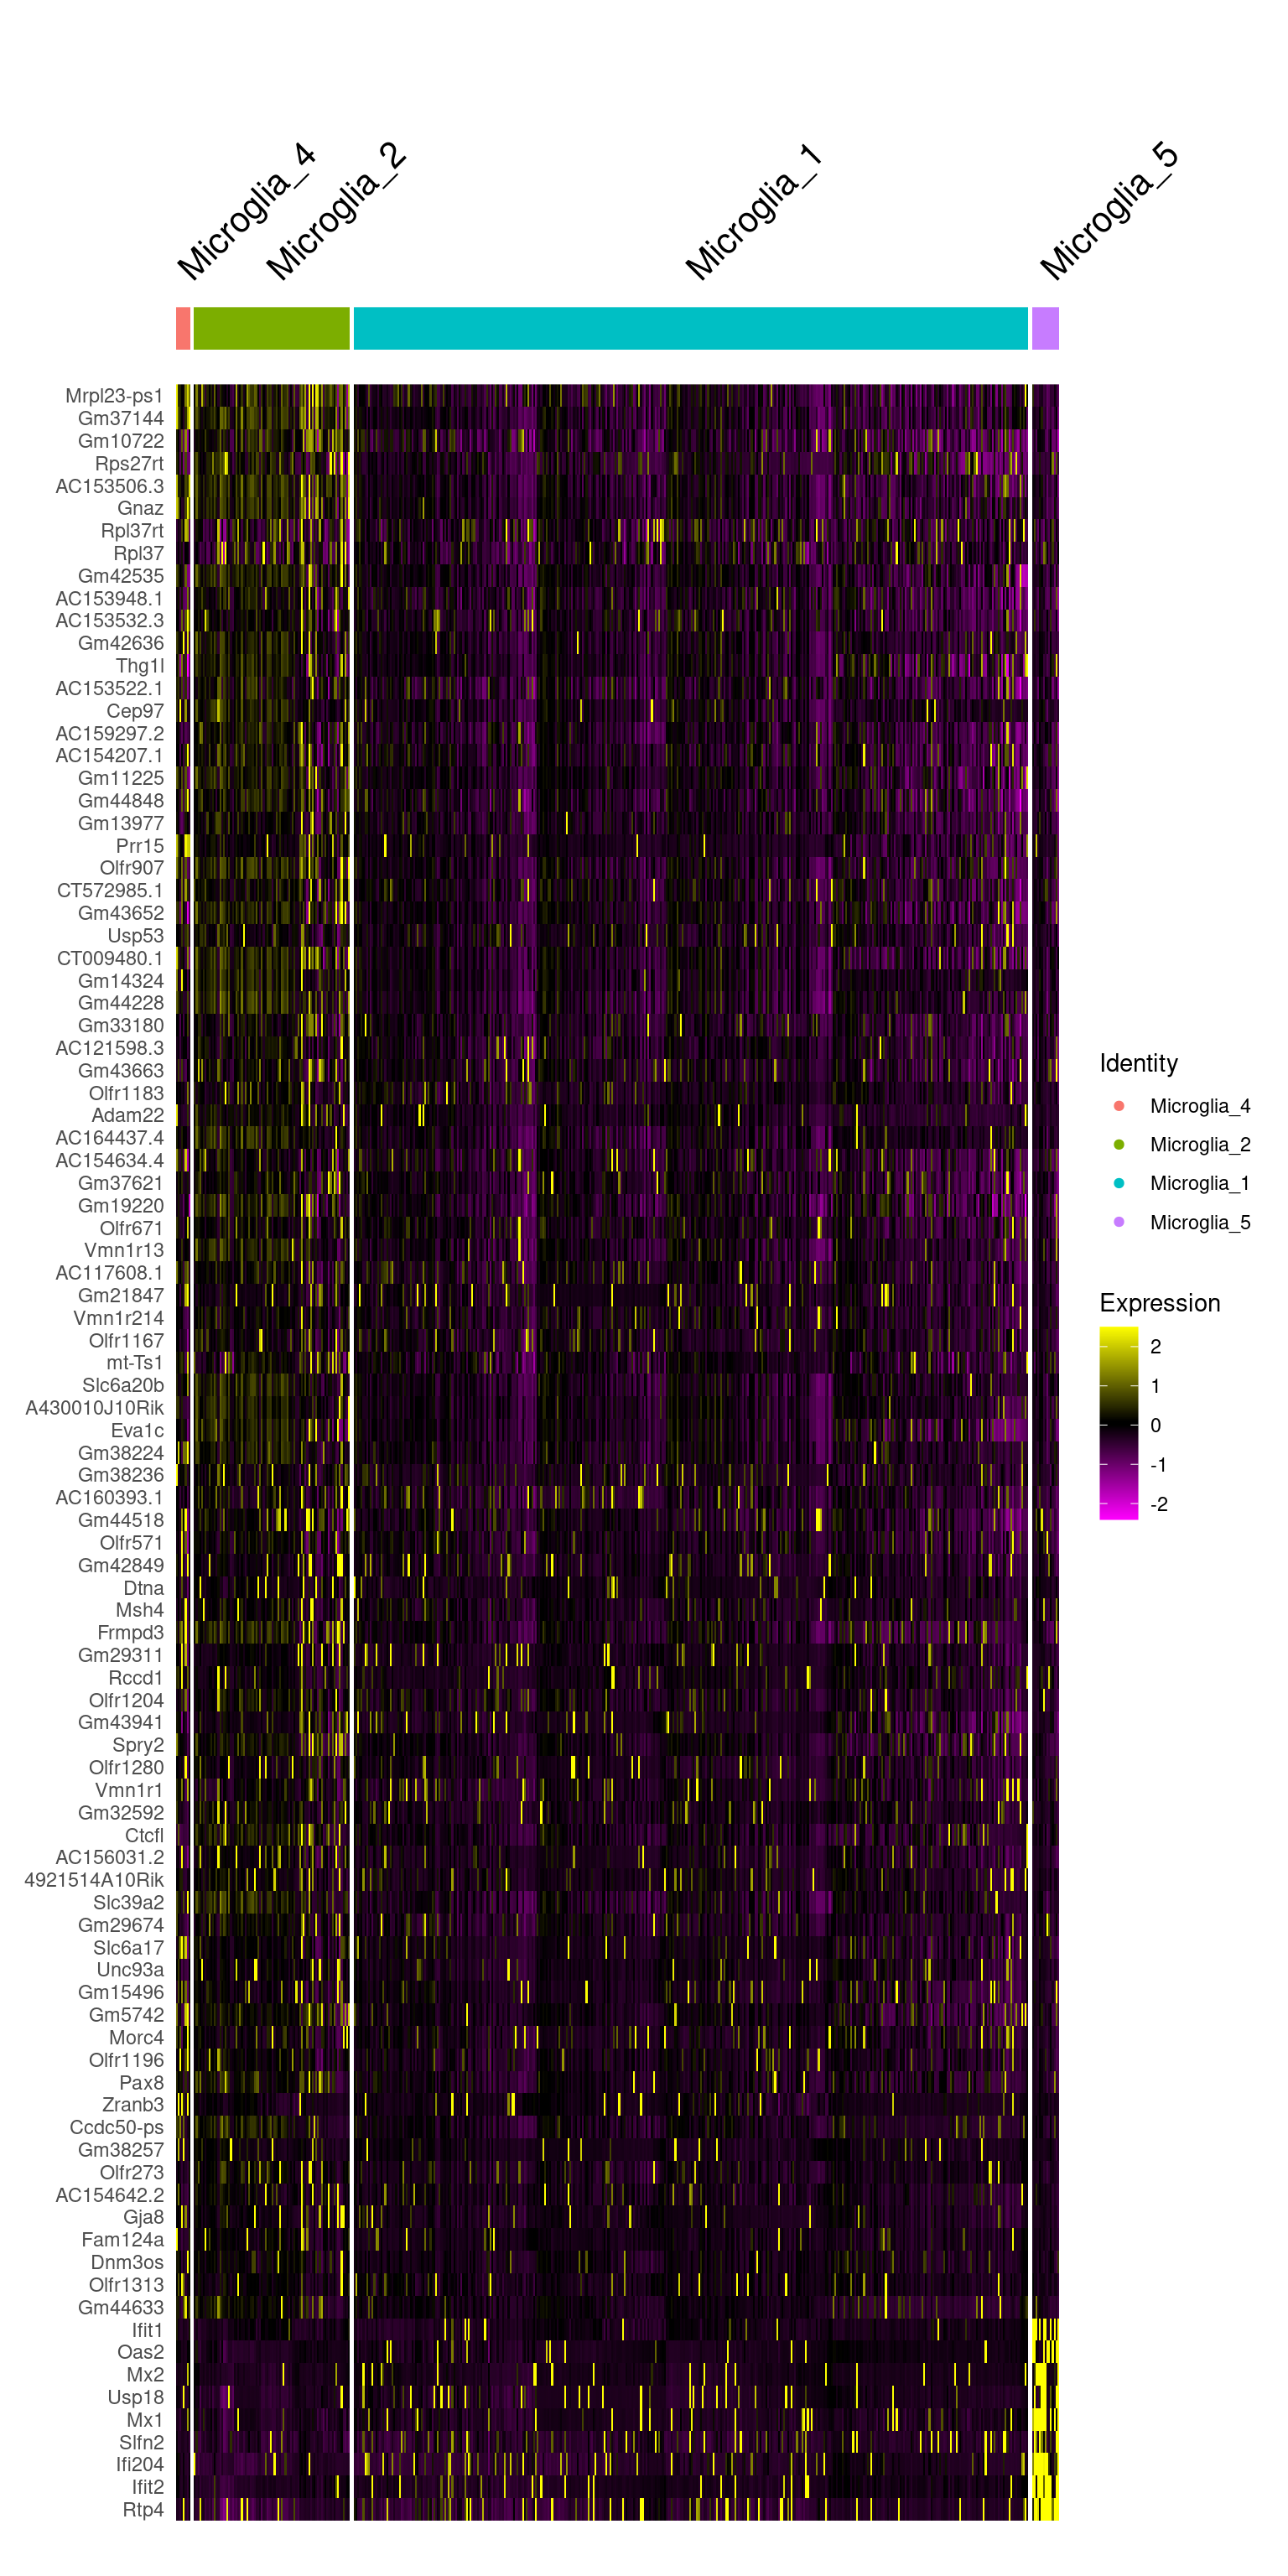 Microglia_4
Microglia_2
Microglia_1
Microglia_5
Mrpl23-ps1
Gm37144
Gm10722
Rps27rt
AC153506.3
Gnaz
Rpl37rt
Rpl37
Gm42535
AC153948.1
AC153532.3
Gm42636
Thg1l
AC153522.1
Cep97
AC159297.2
AC154207.1
Gm11225
Gm44848
Gm13977
Prr15
Olfr907
CT572985.1
Gm43652
Usp53
CT009480.1
Gm14324
Gm44228
Gm33180
AC121598.3
Gm43663
Olfr1183
Adam22
AC164437.4
AC154634.4
Gm37621
Gm19220
Olfr671
Vmn1r13
AC117608.1
Gm21847
Vmn1r214
Olfr1167
mt-Ts1
Slc6a20b
A430010J10Rik
Eva1c
Gm38224
Gm38236
AC160393.1
Gm44518
Olfr571
Gm42849
Dtna
Msh4
Frmpd3
Gm29311
Rccd1
Olfr1204
Gm43941
Spry2
Olfr1280
Vmn1r1
Gm32592
Ctcfl
AC156031.2
4921514A10Rik
Slc39a2
Gm29674
Slc6a17
Unc93a
Gm15496
Gm5742
Morc4
Olfr1196
Pax8
Zranb3
Ccdc50-ps
Gm38257
Olfr273
AC154642.2
Gja8
Fam124a
Dnm3os
Olfr1313
Gm44633
Ifit1
Oas2
Mx2
Usp18
Mx1
Slfn2
Ifi204
Ifit2
Rtp4
Identity
Microglia_4
Microglia_2
Microglia_1
Microglia_5
Expression
2
1
0
-1
-2